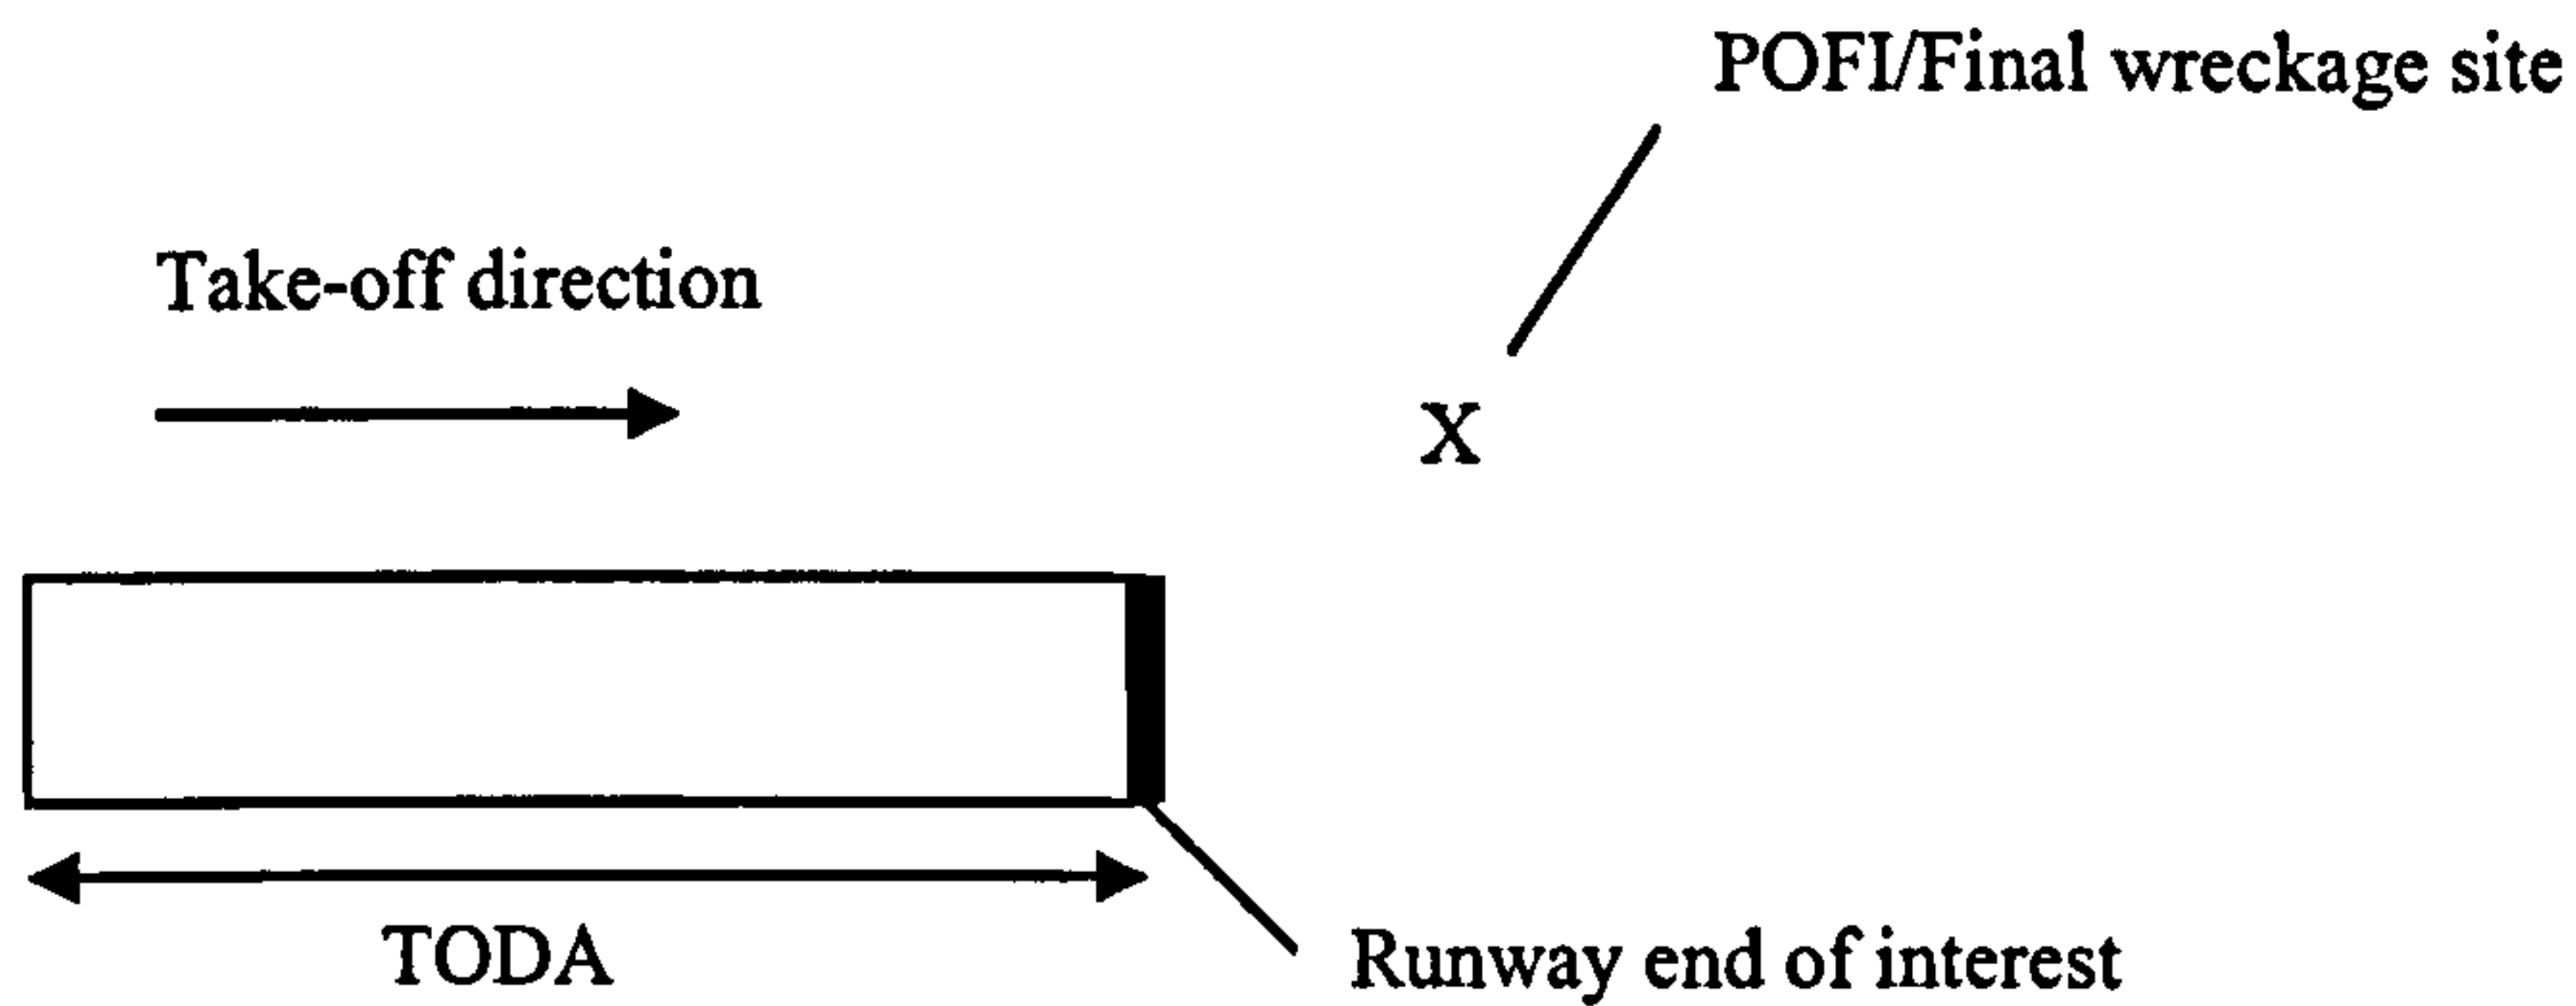 POFI/Final wreckage site
Take-off direction
X
TODA
Runway end of interest